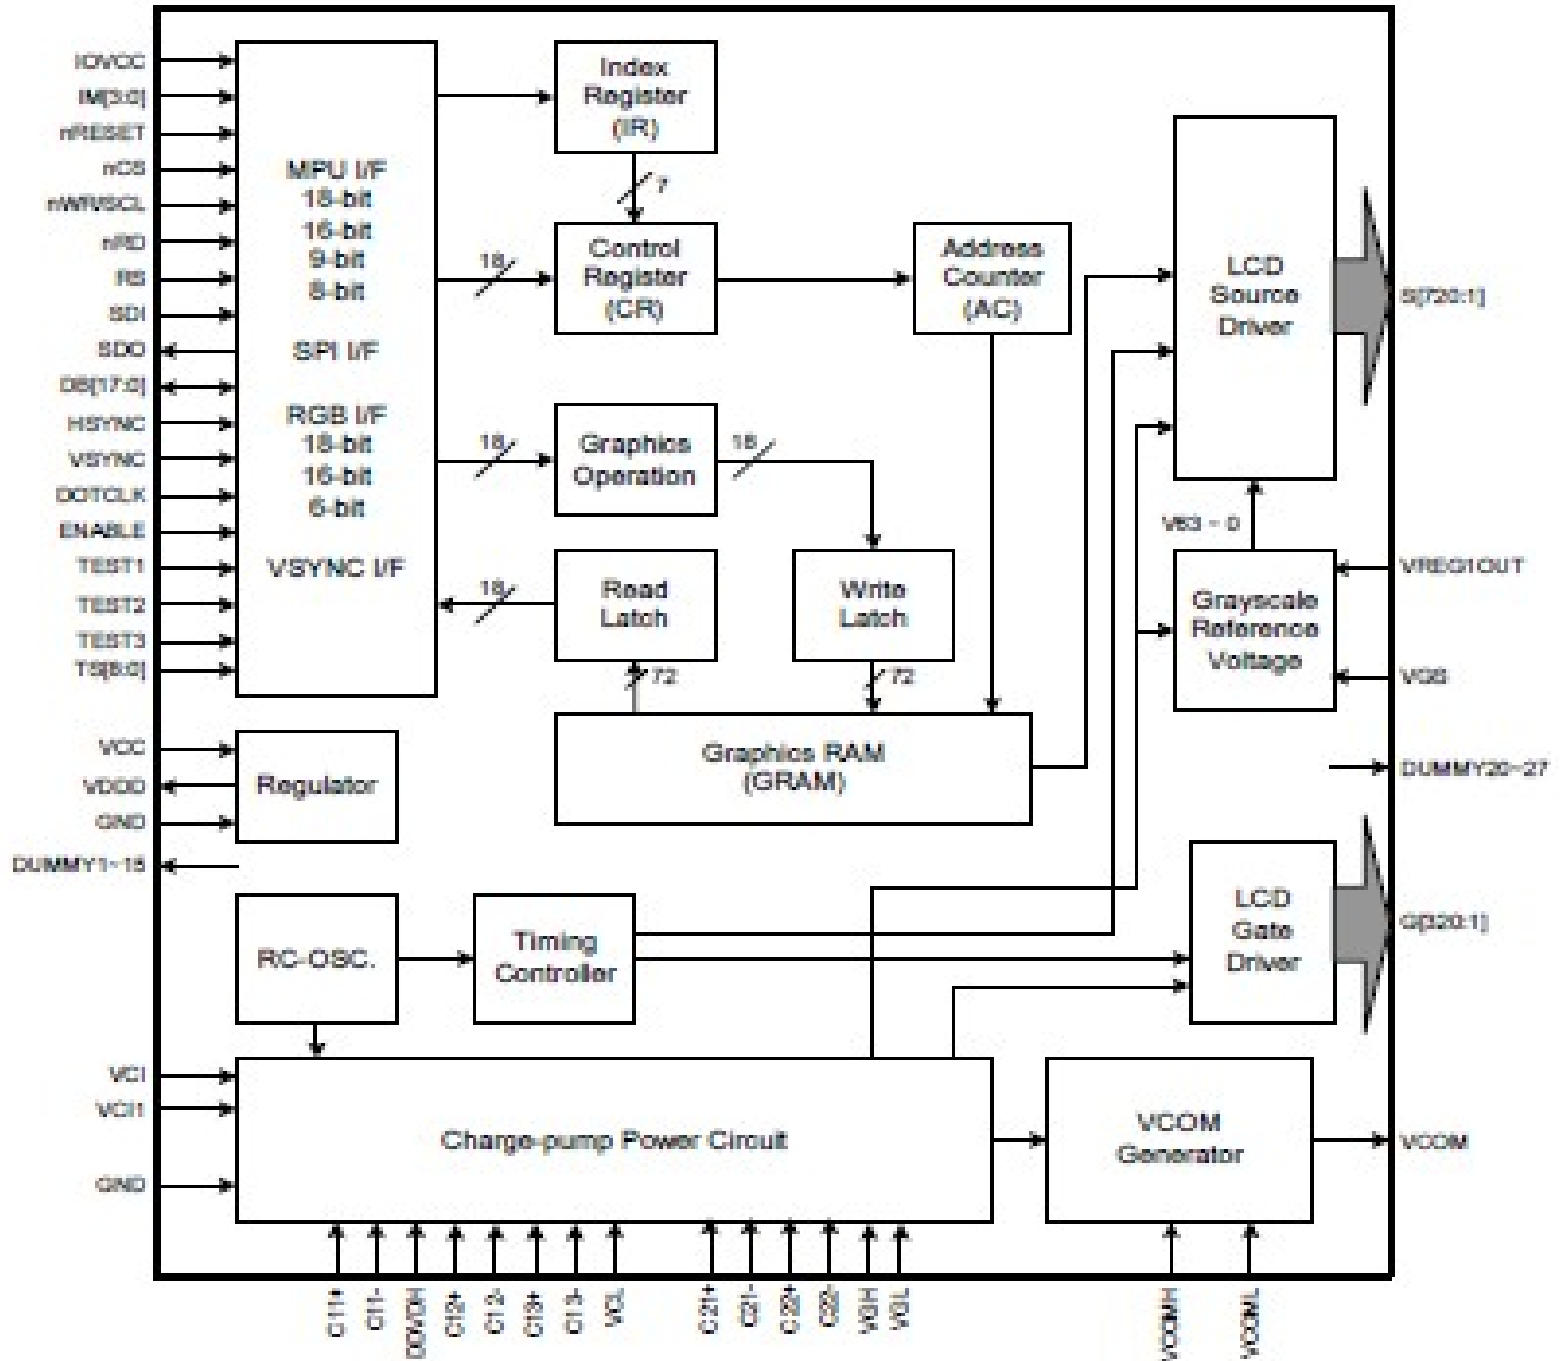 IOVCC
IM[3:0]
nRESET
nCS
nWR/SCL
nRD
RS
SDI
SDO
DB[17:0]
HSYNC
VSYNC
DOTCLK
ENABLE
TEST1
TEST2
TEST3
TS[8:0]
MPU I/F
18-bit
16-bit
9-bit
8-bit
SPI I/F
RGB I/F
18-bit
16-bit
6-bit
VSYNC I/F
Index
Register
(IR)
7
18
Control
Register
(CR)
Address
Counter
(AC)
18
Graphics
Operation
18
18
Read
Latch
Write
Latch
72
72
Graphics RAM
(GRAM)
LCD
Source
Driver
S[720:1]
V63 ~ 0
Grayscale
Reference
Voltage
VREG1OUT
VGS
DUMMY20~27
VCC
VDDD
GND
Regulator
DUMMY1~15
RC-OSC.
Timing
Controller
LCD
Gate
Driver
G[320:1]
VCI
VCI1
GND
Charge-pump Power Circuit
VCOM
Generator
VCOM
C11+
C11-
DDVDH
C12+
C12-
C13+
C13-
VCL
C21+
C21-
C22+
C22-
VGH
VGL
VCOMH
VCOML